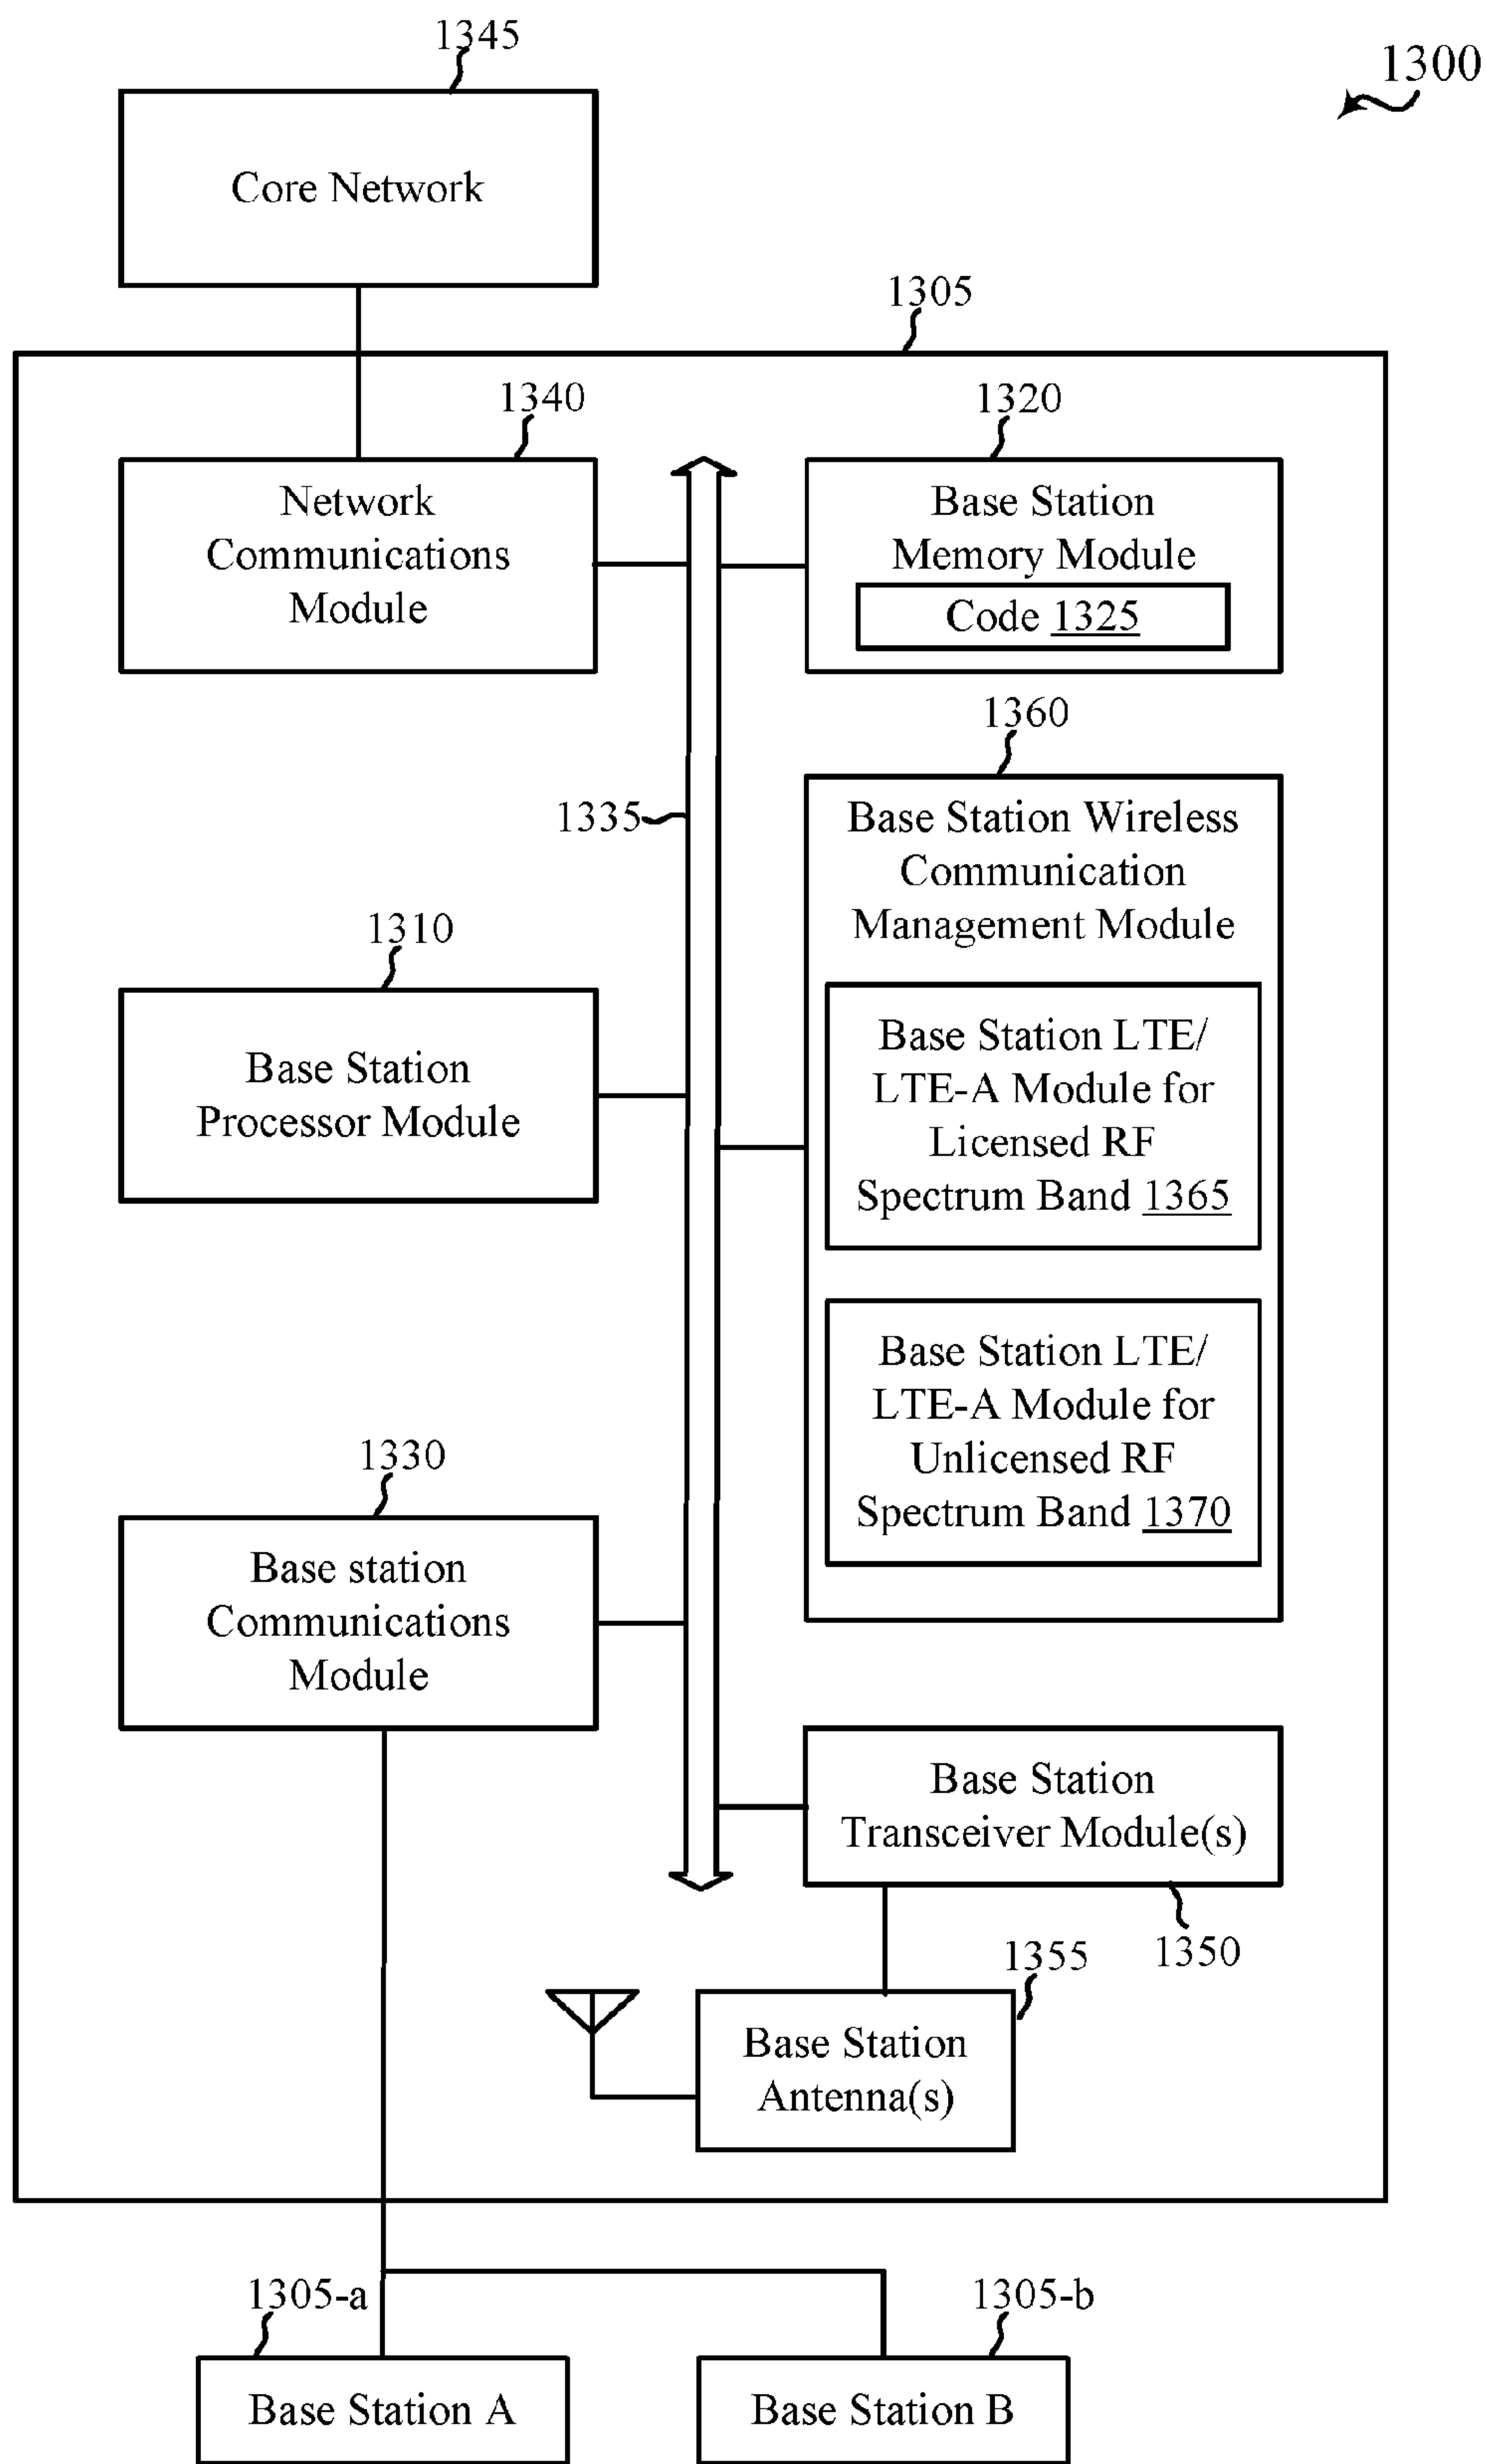 1345
1300
Core Network
1305
1340
Network
Communications
Module
1320
Base Station
Memory Module
Code 1325
1335
1360
Base Station Wireless
Communication
Management Module
Base Station LTE/
LTE-A Module for
Licensed RF
Spectrum Band 1365
Base Station LTE/
LTE-A Module for
Unlicensed RF
Spectrum Band 1370
1310
Base Station
Processor Module
1330
Base station
Communications
Module
Base Station
Transceiver Module(s)
1350
1355
Base Station
Antenna(s)
1305-a
Base Station A
1305-b
Base Station B